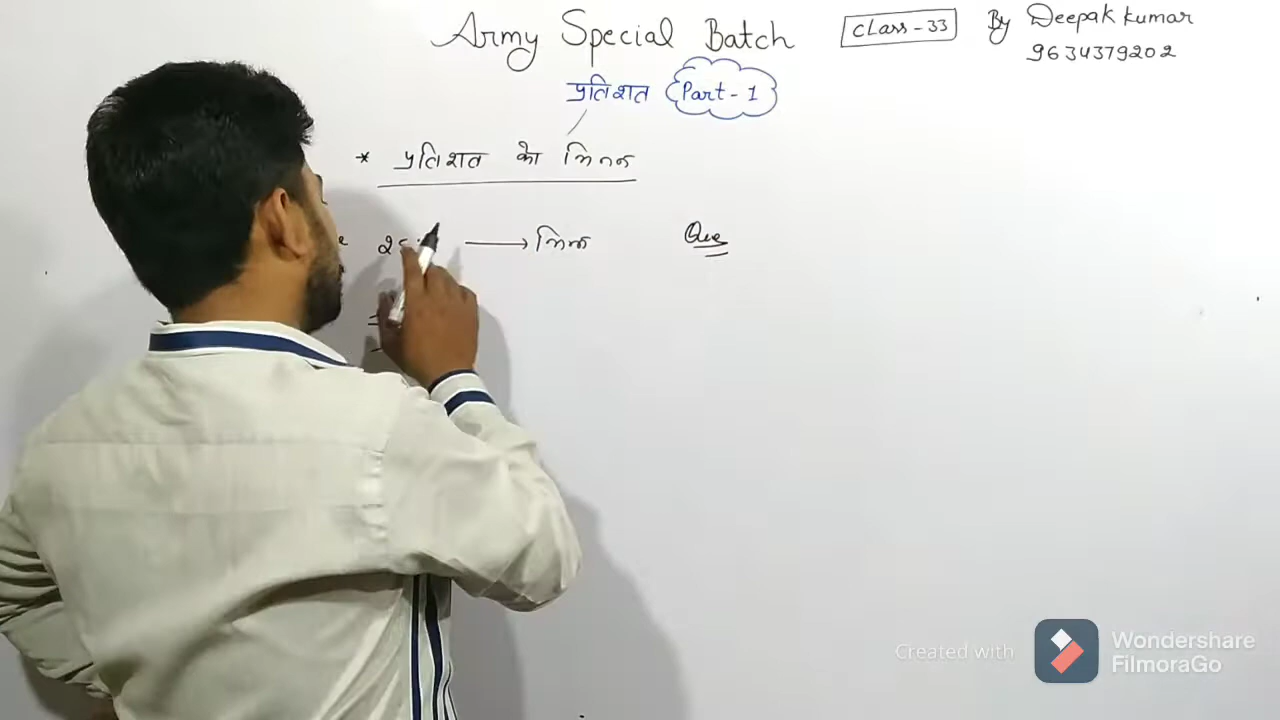 Army Special Batch
Class-33
By Deepak kumar
9634379202
प्रतिशत
Part-1
* प्रतिशत को भिन्न
⟶ भिन्न
Que
Created with
Wondershare
FilmoraGo